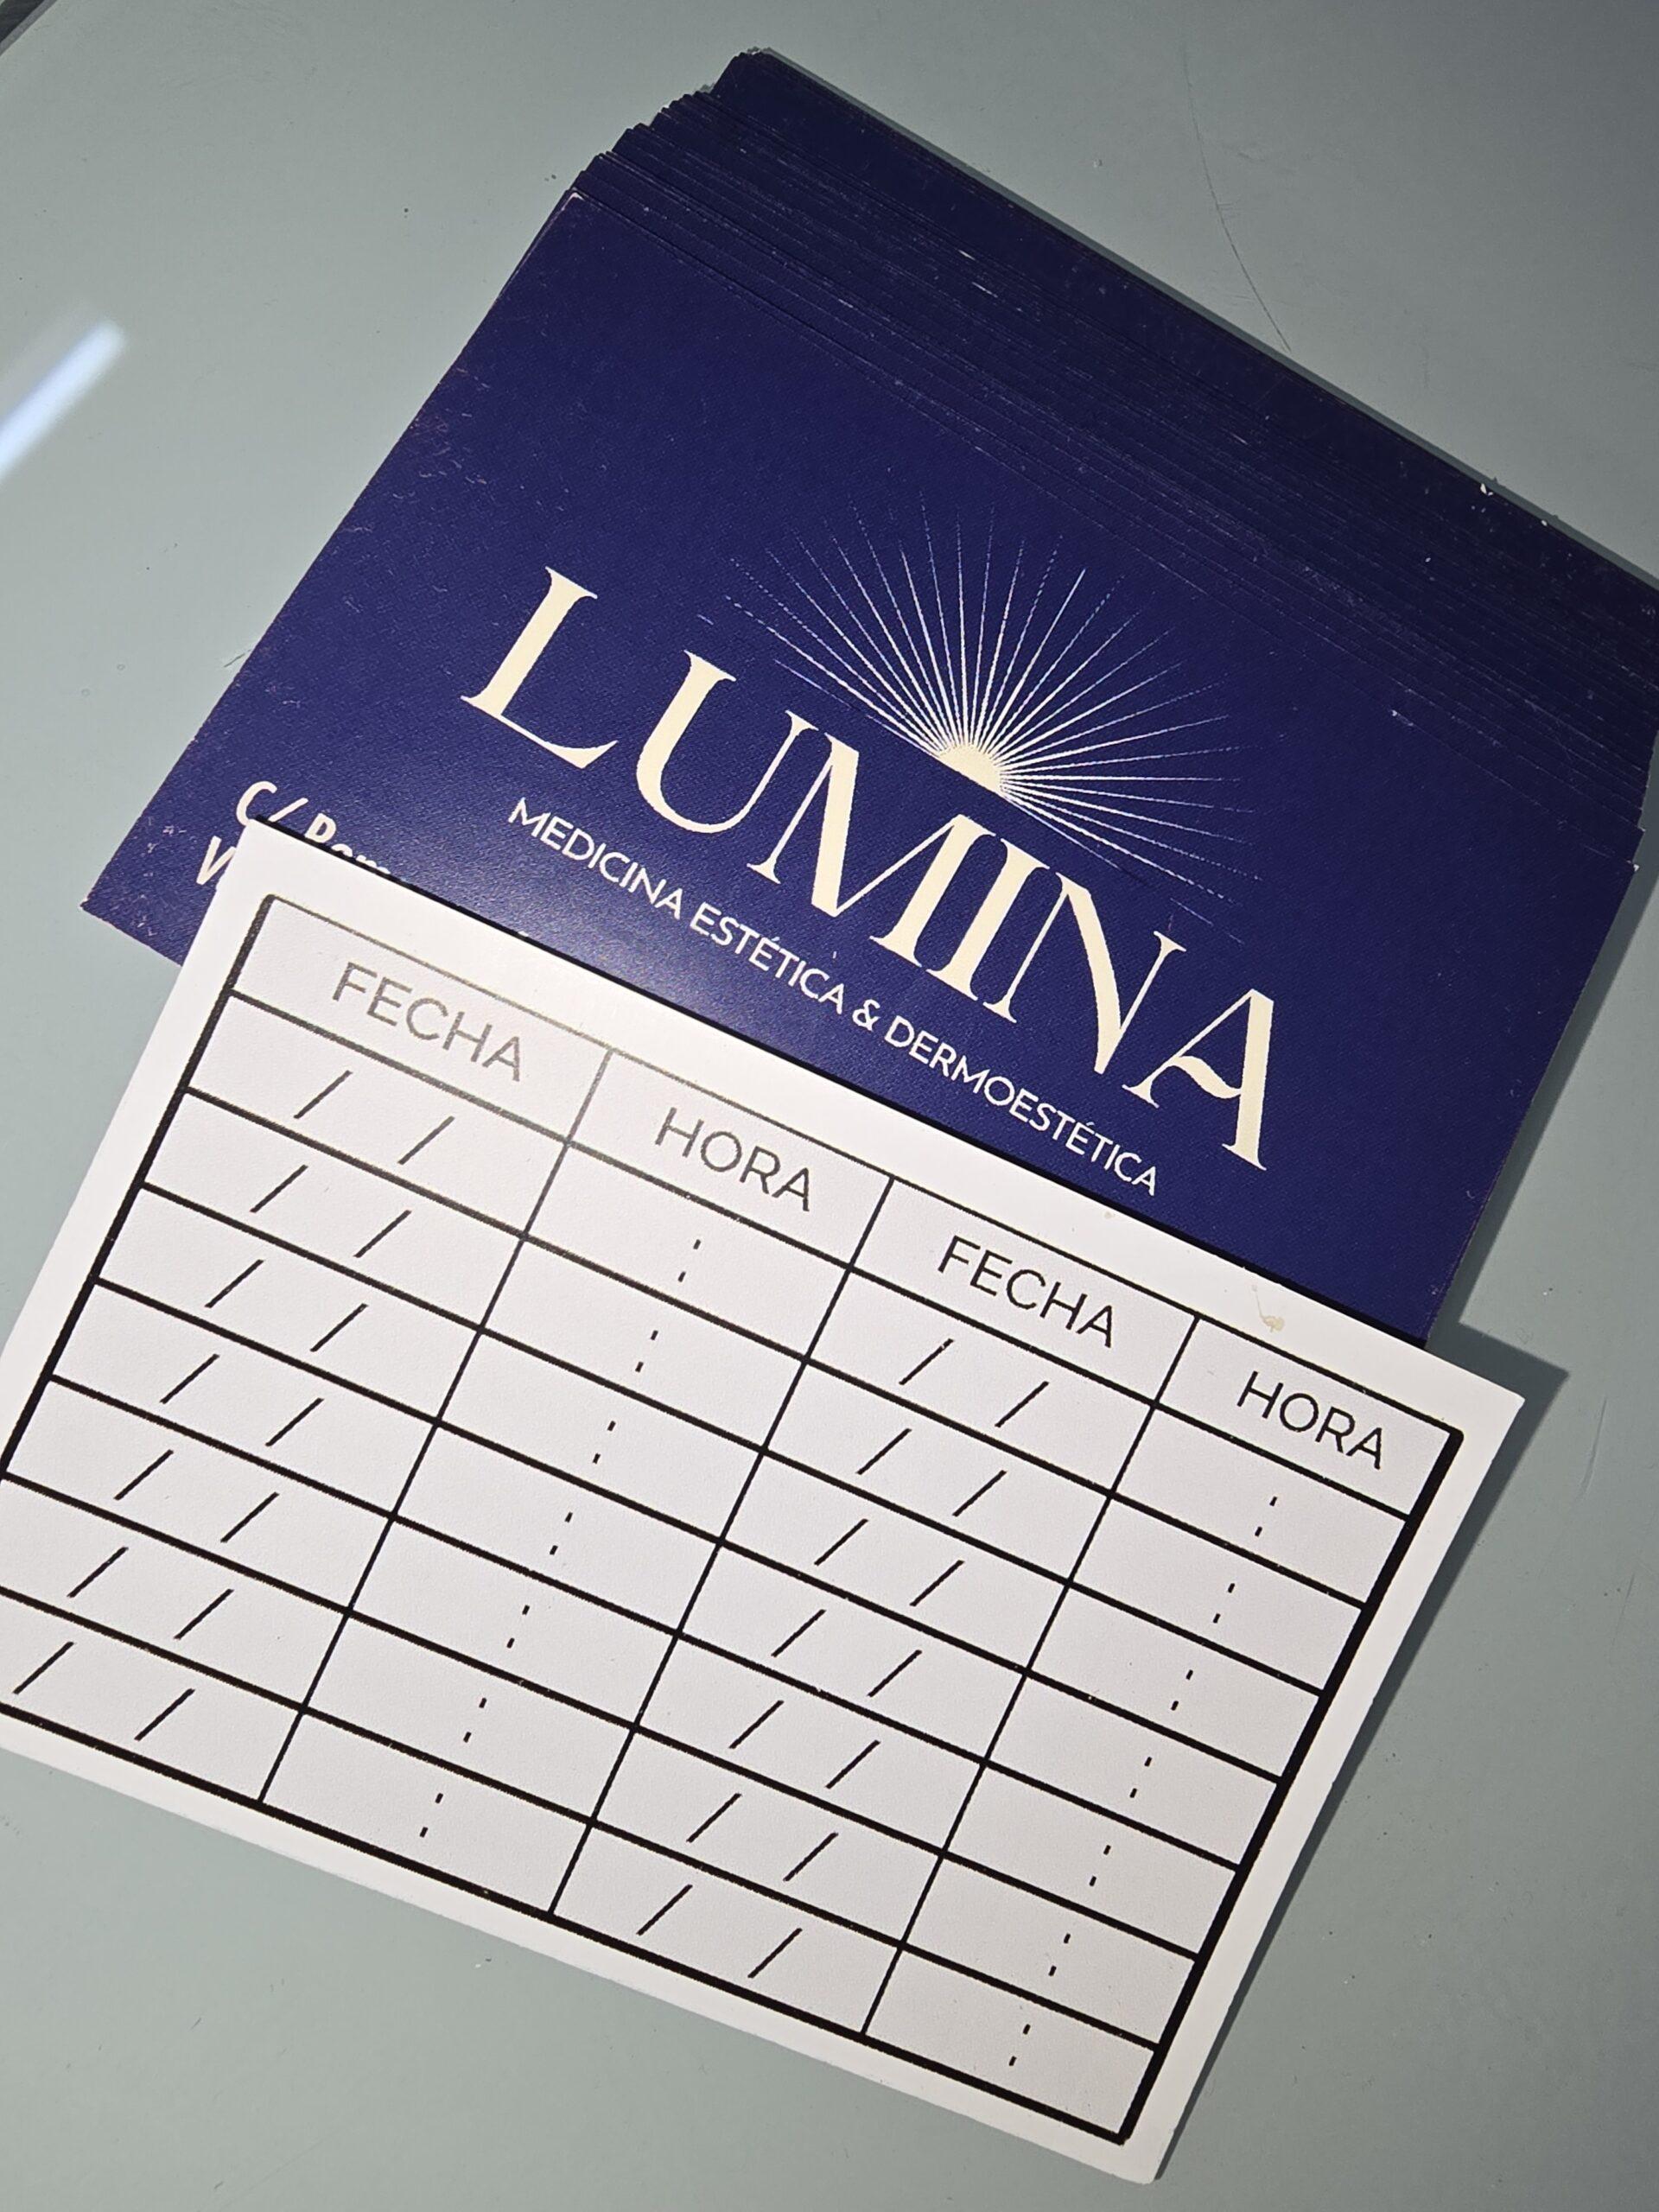 LUMINA
MEDICINA ESTÉTICA & DERMOESTÉTICA
C/
FECHA HORA FECHA HORA
/ / : / / :
/ / : / / :
/ / : / / :
/ / : / / :
/ / : / / :
/ / : / / :
/ / : / / :